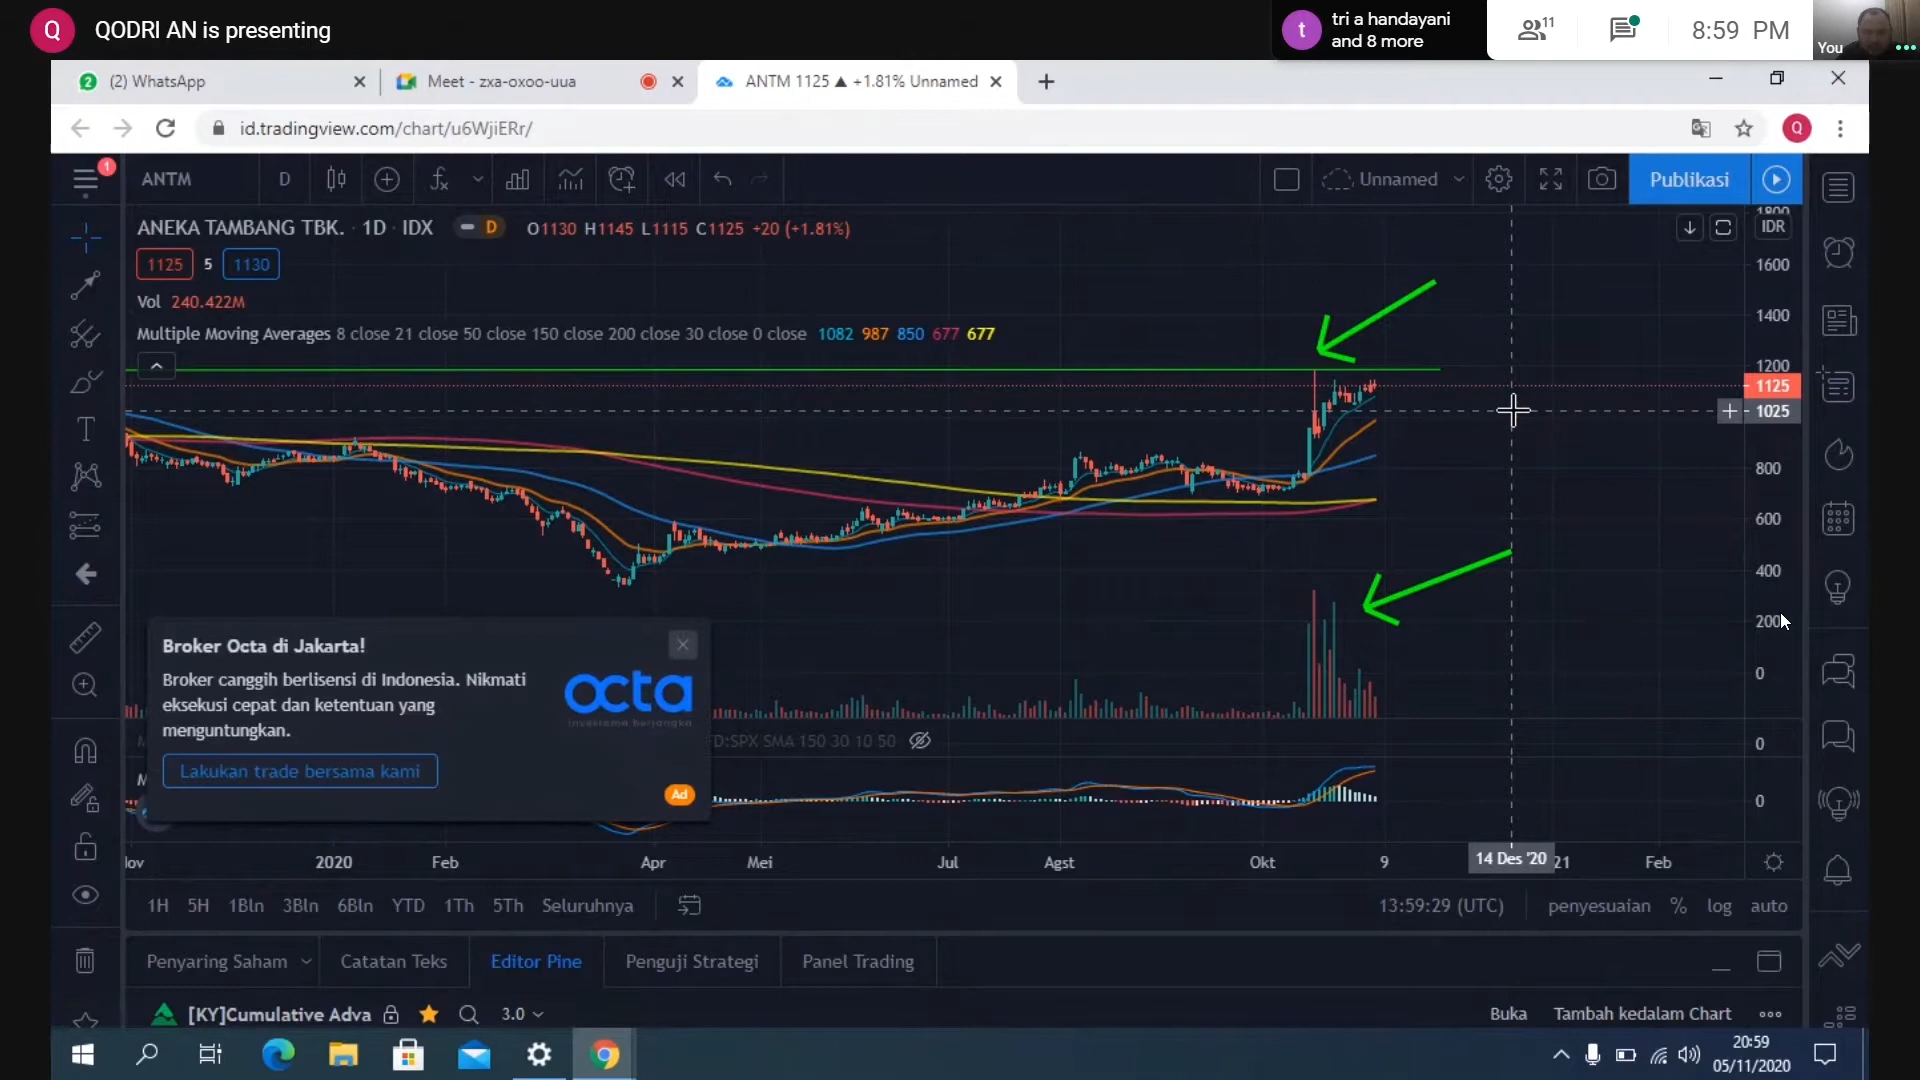 Q QODRI AN is presenting
t tri a handayani
and 8 more
11
8:59 PM
You
2 (2) WhatsApp
Meet - zxa-oxoo-uua
ANTM 1125 ▲ +1.81% Unnamed
id.tradingview.com/chart/u6WjiERr/
Q
1
ANTM D
Unnamed
Publikasi
ANEKA TAMBANG TBK. · 1D · IDX D O1130 H1145 L1115 C1125 +20 (+1.81%)
IDR
1125 5 1130
Vol 240.422M
Multiple Moving Averages 8 close 21 close 50 close 150 close 200 close 30 close 0 close 1082 987 850 677 677
1800
1600
1400
1200
1125
1025
800
600
400
200
0
0
0
Broker Octa di Jakarta!
Broker canggih berlisensi di Indonesia. Nikmati
eksekusi cepat dan ketentuan yang
menguntungkan.
octa
investama berjangka
Lakukan trade bersama kami
Ad
D:SPX SMA 150 30 10 50
M
2020 Feb Apr Mei Jul Agst Okt 9 14 Des '20 21 Feb
1H 5H 1Bln 3Bln 6Bln YTD 1Th 5Th Seluruhnya
13:59:29 (UTC) penyesuaian % log auto
Penyaring Saham Catatan Teks Editor Pine Penguji Strategi Panel Trading
[KY]Cumulative Adva 3.0
Buka Tambah kedalam Chart
20:59
05/11/2020